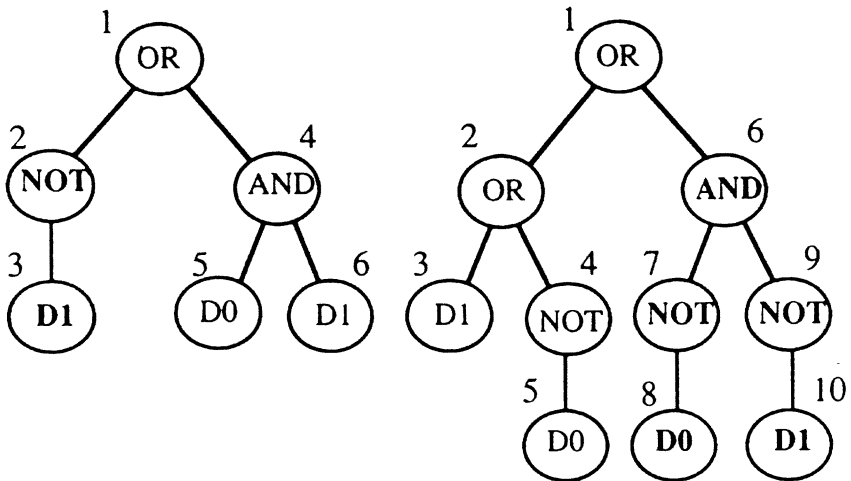 1 1
OR OR
2 4 2 6
NOT AND OR AND
3 5 6 3 4 7 9
D1 D0 D1 D1 NOT NOT NOT
5 8 10
D0 D0 D1